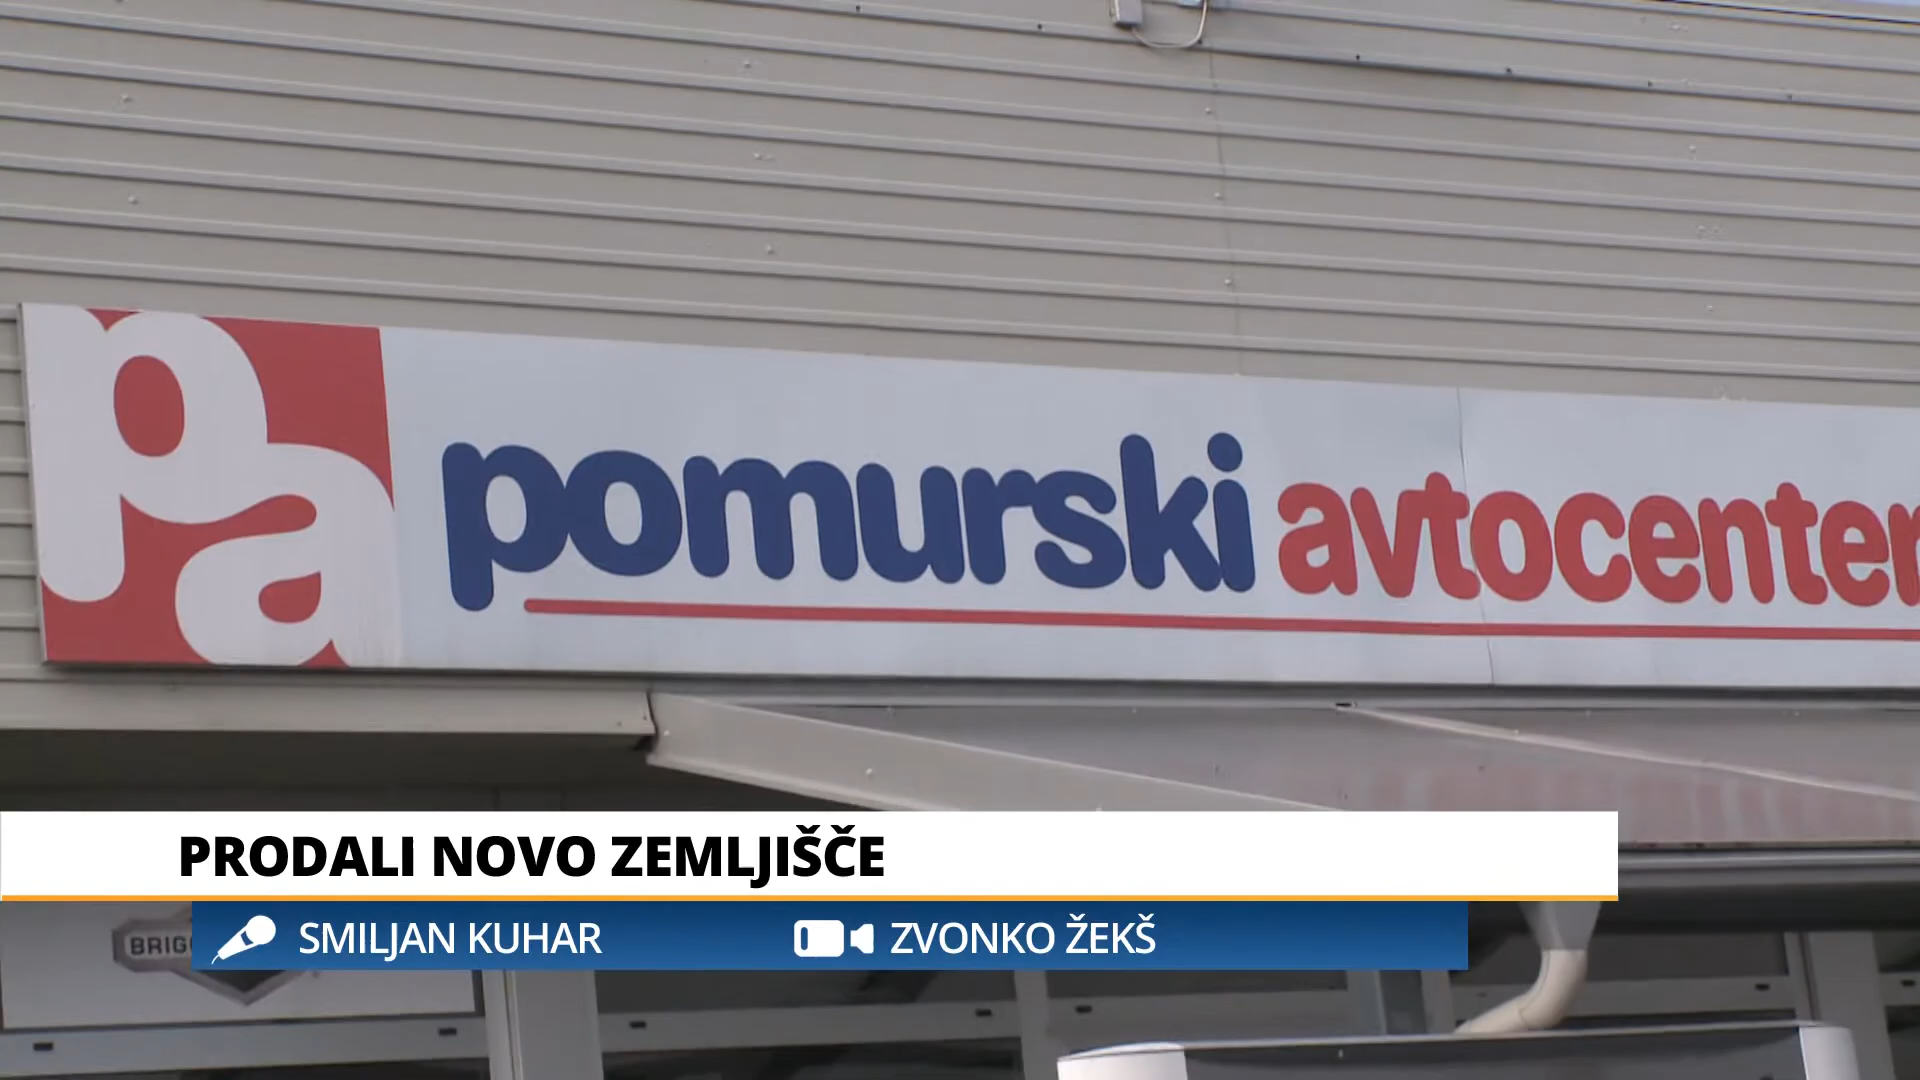 pa
pomurski avtocenter
PRODALI NOVO ZEMLJIŠČE
SMILJAN KUHAR
ZVONKO ŽEKŠ